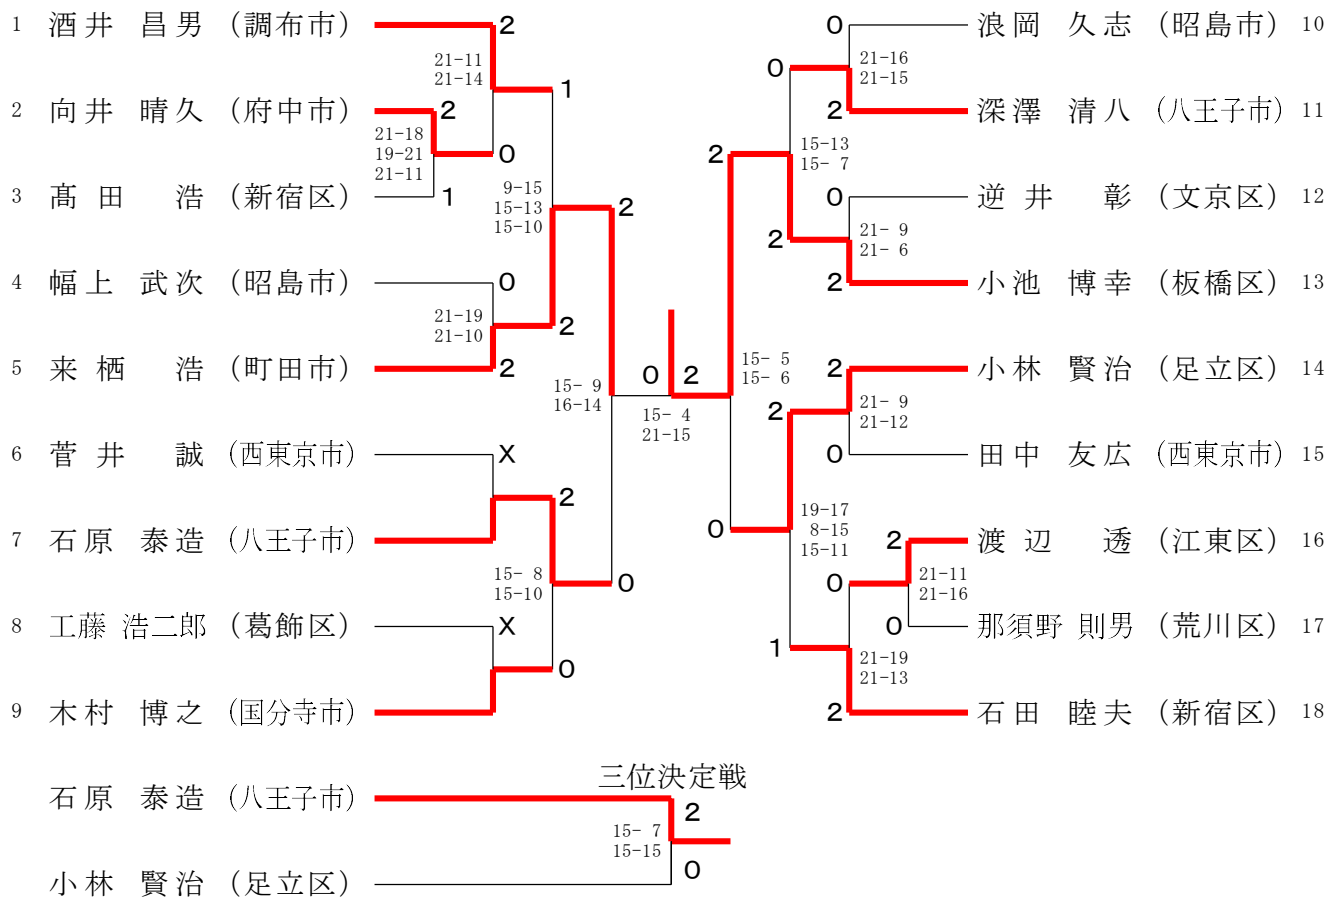 1 酒井 昌男 (調布市) 2
21-11
21-14
1
2 向井 晴久 (府中市) 2
21-18
19-21
21-11
0
3 髙田 浩 (新宿区) 1
9-15
15-13
15-10
2
4 幅上 武次 (昭島市) 0
21-19
21-10
2
5 来栖 浩 (町田市) 2
15- 9
16-14
6 菅井 誠 (西東京市) X
2
7 石原 泰造 (八王子市)
15- 8
15-10
0
8 工藤 浩二郎 (葛飾区) X
0
9 木村 博之 (国分寺市)
0 2
15- 4
21-15
0 浪岡 久志 (昭島市) 10
21-16
21-15
0
2 深澤 清八 (八王子市) 11
15-13
15- 7
2
0 逆井 彰 (文京区) 12
21- 9
21- 6
2
2 小池 博幸 (板橋区) 13
15- 5
15- 6
2 小林 賢治 (足立区) 14
21- 9
21-12
2
0 田中 友広 (西東京市) 15
19-17
8-15
15-11
0
2 渡辺 透 (江東区) 16
21-11
21-16
0
0 那須野 則男 (荒川区) 17
1
21-19
21-13
2 石田 睦夫 (新宿区) 18
三位決定戦
石原 泰造 (八王子市) 2
15- 7
15-15
小林 賢治 (足立区) 0